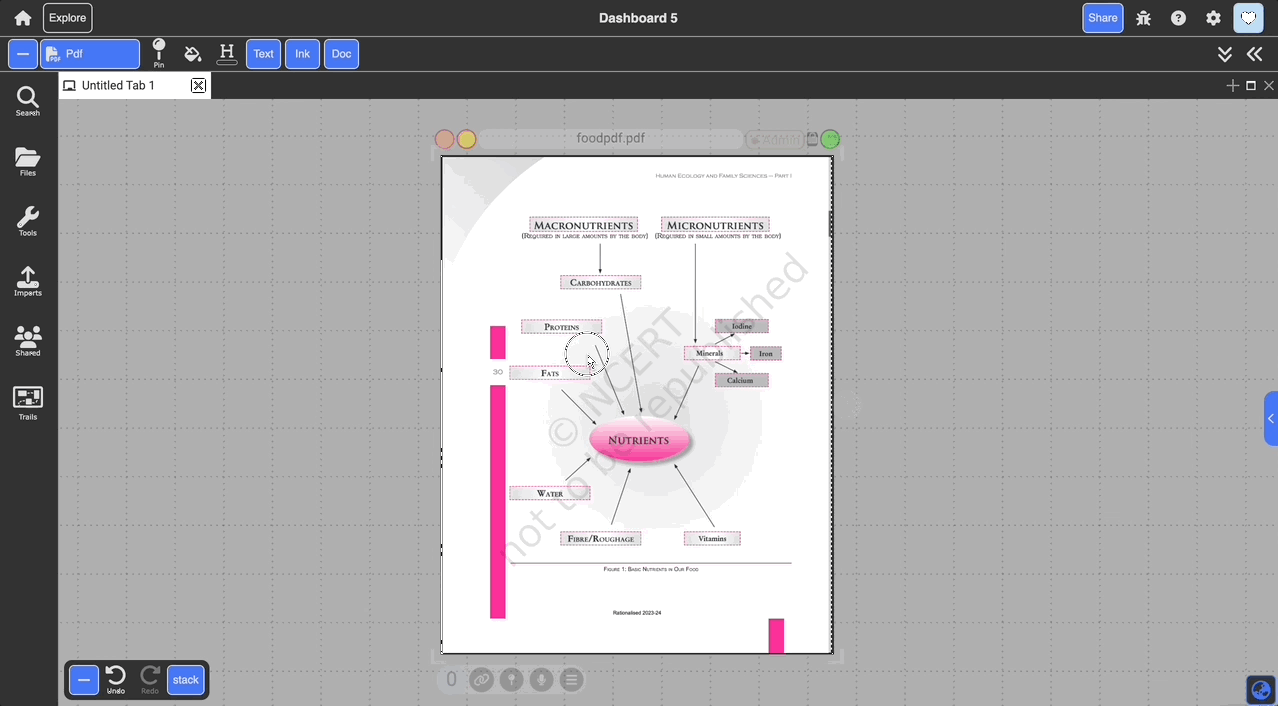 Explore
Dashboard 5
Share
Pdf
Pin
H
Text
Ink
Doc
Untitled Tab 1
Search
Files
Tools
Imports
Shared
Trails
foodpdf.pdf
Admin
Human Ecology and Family Sciences – Part I
Macronutrients
(Required in large amounts by the body)
Micronutrients
(Required in small amounts by the body)
Carbohydrates
Proteins
Iodine
Minerals
Iron
30
Fats
Calcium
Nutrients
Water
Fibre/Roughage
Vitamins
Figure 1: Basic Nutrients in Our Food
Rationalised 2023-24
© NCERT
not to be republished
0
Undo
Redo
stack